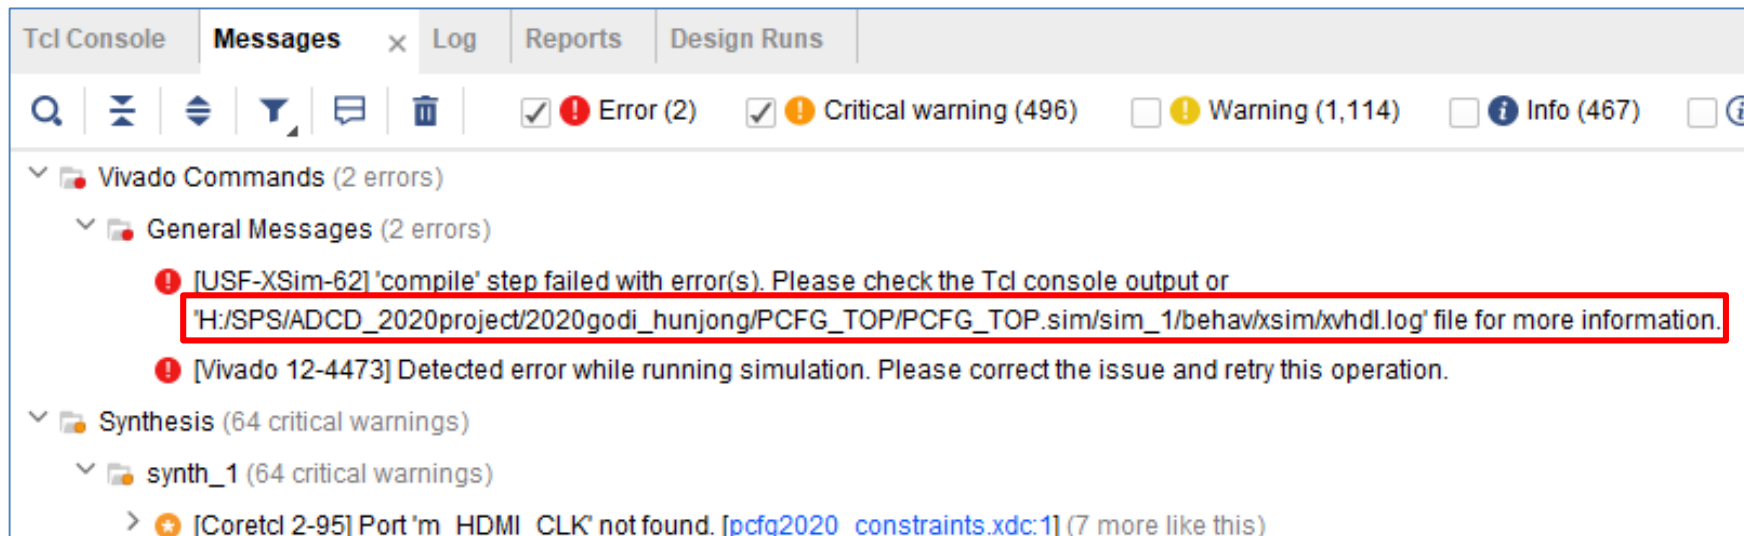 Tcl Console Messages × Log Reports Design Runs
Error (2) Critical warning (496) Warning (1,114) Info (467)
Vivado Commands (2 errors)
General Messages (2 errors)
[USF-XSim-62] 'compile' step failed with error(s). Please check the Tcl console output or
'H:/SPS/ADCD_2020project/2020godi_hunjong/PCFG_TOP/PCFG_TOP.sim/sim_1/behav/xsim/xvhdl.log' file for more information.
[Vivado 12-4473] Detected error while running simulation. Please correct the issue and retry this operation.
Synthesis (64 critical warnings)
synth_1 (64 critical warnings)
[Coretcl 2-95] Port 'm_HDMI_CLK' not found. [pcfg2020_constraints.xdc:1] (7 more like this)